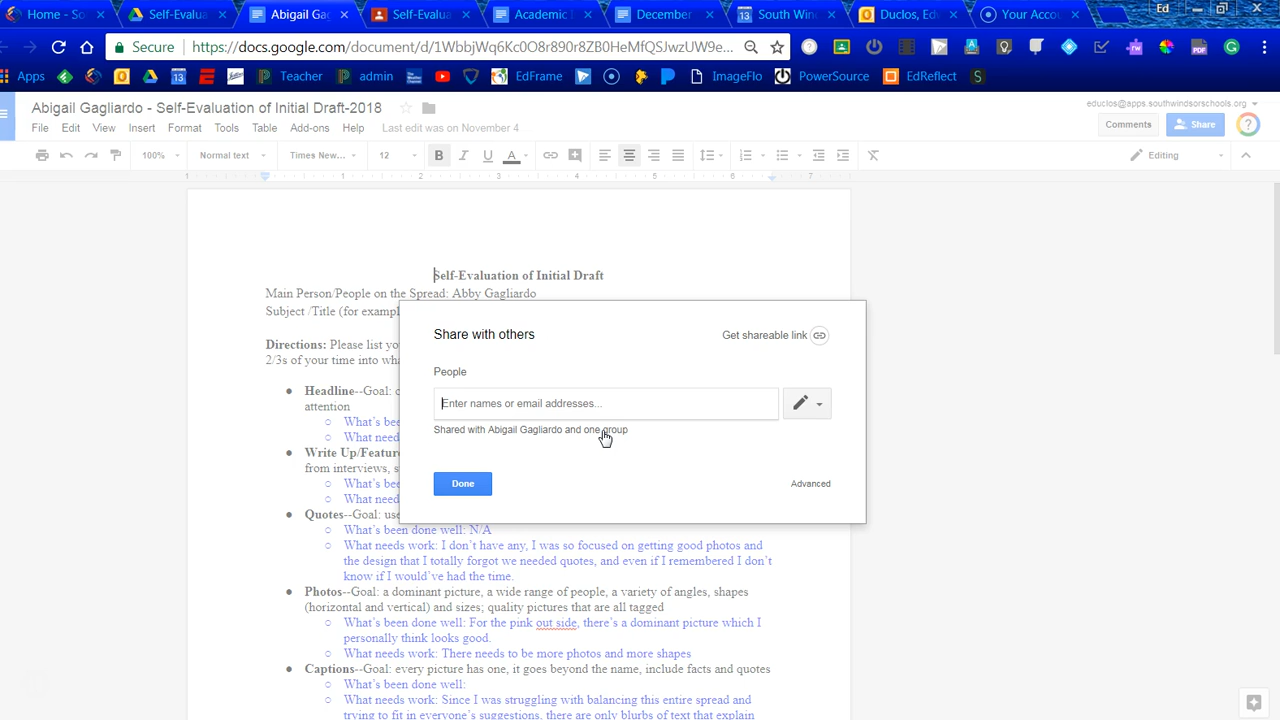 Home - So
Self-Evalua
Abigail Gag
Self-Evalua
Academic I
December
South Win
Duclos, Ed
Your Accou
Ed
Secure
https://docs.google.com/document/d/1WbbjWq6Kc0O8r890r8ZB0HeMfQSJwzUW9e...
Apps
Teacher
admin
EdFrame
ImageFlo
PowerSource
EdReflect
Abigail Gagliardo - Self-Evaluation of Initial Draft-2018
educlos@apps.southwindsorschools.org
File Edit View Insert Format Tools Table Add-ons Help Last edit was on November 4
Comments
Share
100% Normal text Times New... 12 B I U A
Editing
1 1 2 3 4 5 6 7
Self-Evaluation of Initial Draft
Main Person/People on the Spread: Abby Gagliardo
Subject /Title (for exampl
Directions: Please list yo
2/3s of your time into wha
Headline--Goal: c
attention
What's bee
What need
Write Up/Feature
from interviews, s
What's bee
What need
Quotes--Goal: use
What's been done well: N/A
What needs work: I don't have any, I was so focused on getting good photos and
the design that I totally forgot we needed quotes, and even if I remembered I don't
know if I would've had the time.
Photos--Goal: a dominant picture, a wide range of people, a variety of angles, shapes
(horizontal and vertical) and sizes; quality pictures that are all tagged
What's been done well: For the pink out side, there's a dominant picture which I
personally think looks good.
What needs work: There needs to be more photos and more shapes
Captions--Goal: every picture has one, it goes beyond the name, include facts and quotes
What's been done well:
What needs work: Since I was struggling with balancing this entire spread and
trying to fit in everyone's suggestions, there are only blurbs of text that explain
Share with others
Get shareable link
People
Enter names or email addresses...
Shared with Abigail Gagliardo and one group
Done
Advanced